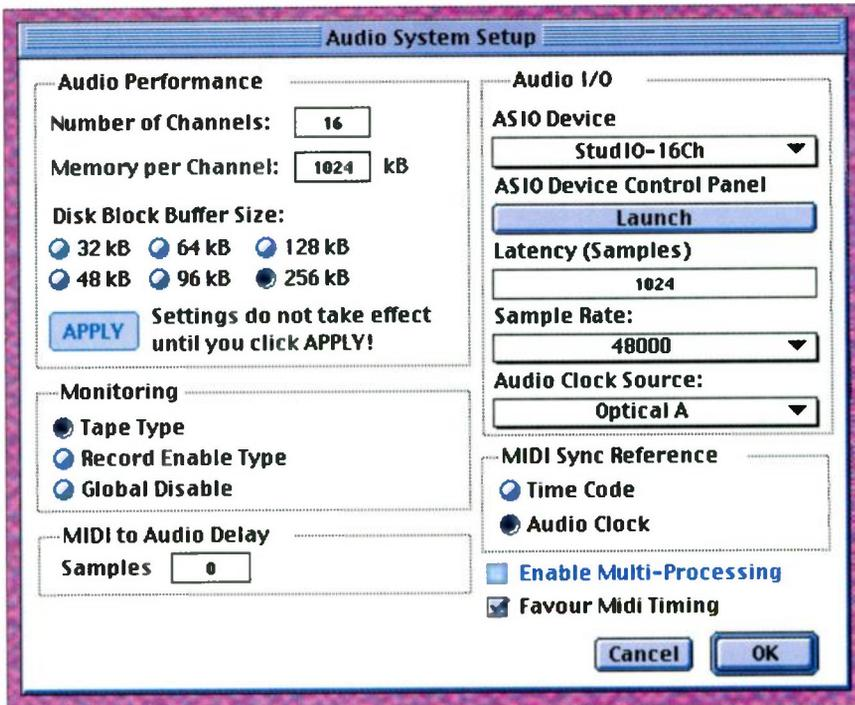 Audio System Setup
Audio Performance
Number of Channels: 16
Memory per Channel: 1024 kB
Disk Block Buffer Size:
32 kB 64 kB 128 kB
48 kB 96 kB 256 kB
APPLY
Settings do not take effect
until you click APPLY!
Monitoring
Tape Type
Record Enable Type
Global Disable
MIDI to Audio Delay
Samples 0
Audio I/O
ASIO Device
StudIO-16Ch
ASIO Device Control Panel
Launch
Latency (Samples)
1024
Sample Rate:
48000
Audio Clock Source:
Optical A
MIDI Sync Reference
Time Code
Audio Clock
Enable Multi-Processing
Favour Midi Timing
Cancel OK